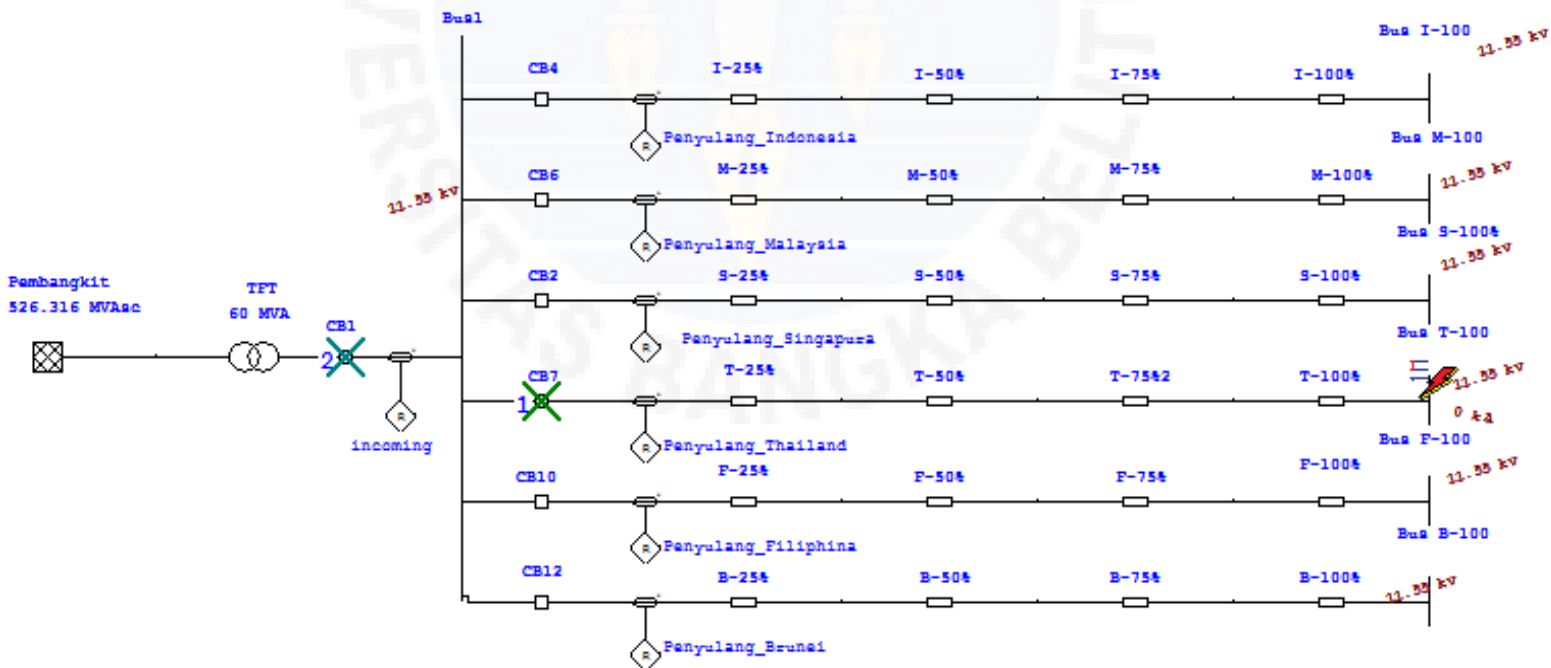 Bus1
Bus I-100
11.55 kV
CB4
I-25%
I-50%
I-75%
I-100%
Penyulang_Indonesia
R
Bus M-100
11.55 kV
CB6
M-25%
M-50%
M-75%
M-100%
11.55 kV
Penyulang_Malaysia
R
Bus S-100%
11.55 kV
CB2
S-25%
S-50%
S-75%
S-100%
Pembangkit
526.316 MVAsc
TFT
60 MVA
CB1
2
R
incoming
Penyulang_Singapura
R
Bus T-100
CB7
1
T-25%
T-50%
T-75%2
T-100%
11.55 kV
0 kA
Penyulang_Thailand
R
Bus F-100
11.55 kV
CB10
F-25%
F-50%
F-75%
F-100%
Penyulang_Filiphina
R
Bus B-100
CB12
B-25%
B-50%
B-75%
B-100%
11.55 kV
Penyulang_Brunei
R
VERSITAS BANGKA BELIT